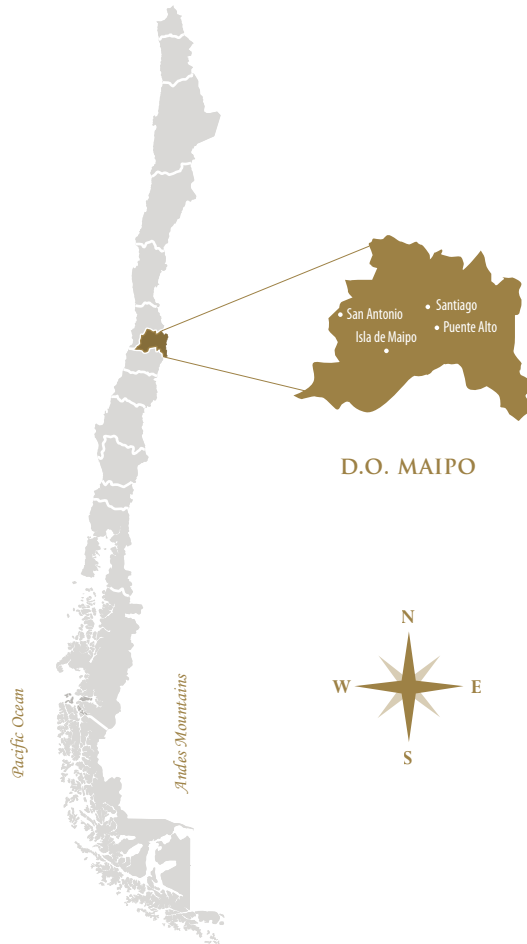 San Antonio
Santiago
Puente Alto
Isla de Maipo
D.O. MAIPO
N
W
E
S
Pacific Ocean
Andes Mountains